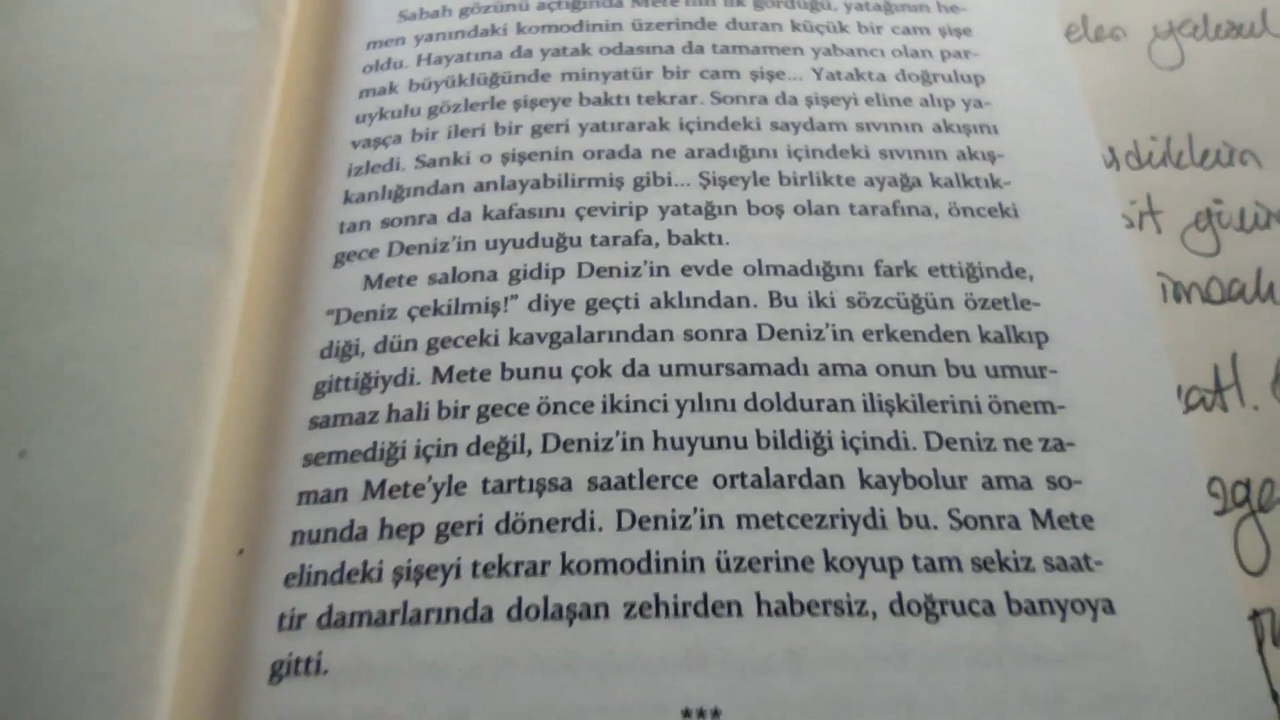 Sabah gözünü açtığında Mete'nin ilk gördüğü, yatağının he-
men yanındaki komodinin üzerinde duran küçük bir cam şişe
oldu. Hayatına da yatak odasına da tamamen yabancı olan par-
mak büyüklüğünde minyatür bir cam şişe... Yatakta doğrulup
uykulu gözlerle şişeye baktı tekrar. Sonra da şişeyi eline alıp ya-
vaşça bir ileri bir geri yatırarak içindeki saydam sıvının akışını
izledi. Sanki o şişenin orada ne aradığını içindeki sıvının akış-
kanlığından anlayabilirmiş gibi... Şişeyle birlikte ayağa kalktık-
tan sonra da kafasını çevirip yatağın boş olan tarafına, önceki
gece Deniz'in uyuduğu tarafa, baktı.
Mete salona gidip Deniz'in evde olmadığını fark ettiğinde,
"Deniz çekilmiş!" diye geçti aklından. Bu iki sözcüğün özetle-
diği, dün geceki kavgalarından sonra Deniz'in erkenden kalkıp
gittiğiydi. Mete bunu çok da umursamadı ama onun bu umur-
samaz hali bir gece önce ikinci yılını dolduran ilişkilerini önem-
semediği için değil, Deniz'in huyunu bildiği içindi. Deniz ne za-
man Mete'yle tartışsa saatlerce ortalardan kaybolur ama so-
nunda hep geri dönerdi. Deniz'in metcezriydi bu. Sonra Mete
elindeki şişeyi tekrar komodinin üzerine koyup tam sekiz saat-
tir damarlarında dolaşan zehirden habersiz, doğruca banyoya
gitti.
***